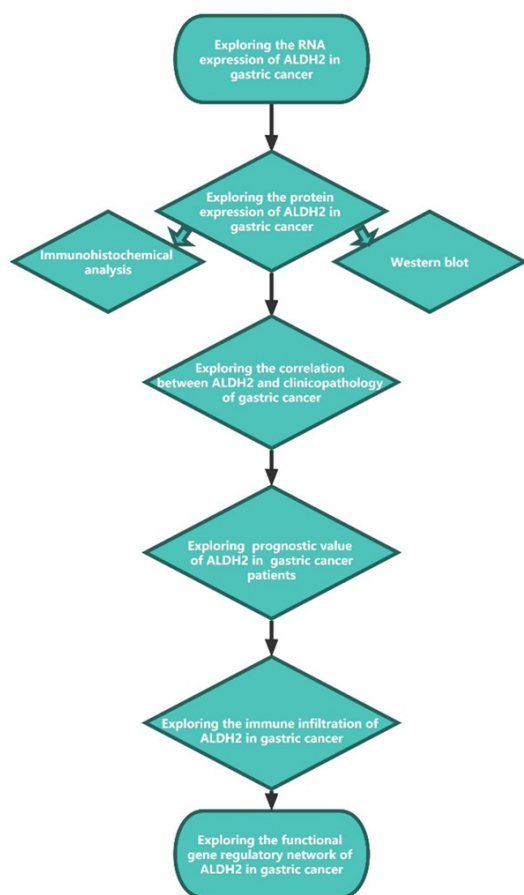 Exploring the RNA
expression of ALDH2 in
gastric cancer
Exploring the protein
expression of ALDH2 in
gastric cancer
Immunohistochemical
analysis
Western blot
Exploring the correlation
between ALDH2 and clinicopathology
of gastric cancer
Exploring prognostic value
of ALDH2 in gastric cancer
patients
Exploring the immune infiltration of
ALDH2 in gastric cancer
Exploring the functional
gene regulatory network of
ALDH2 in gastric cancer